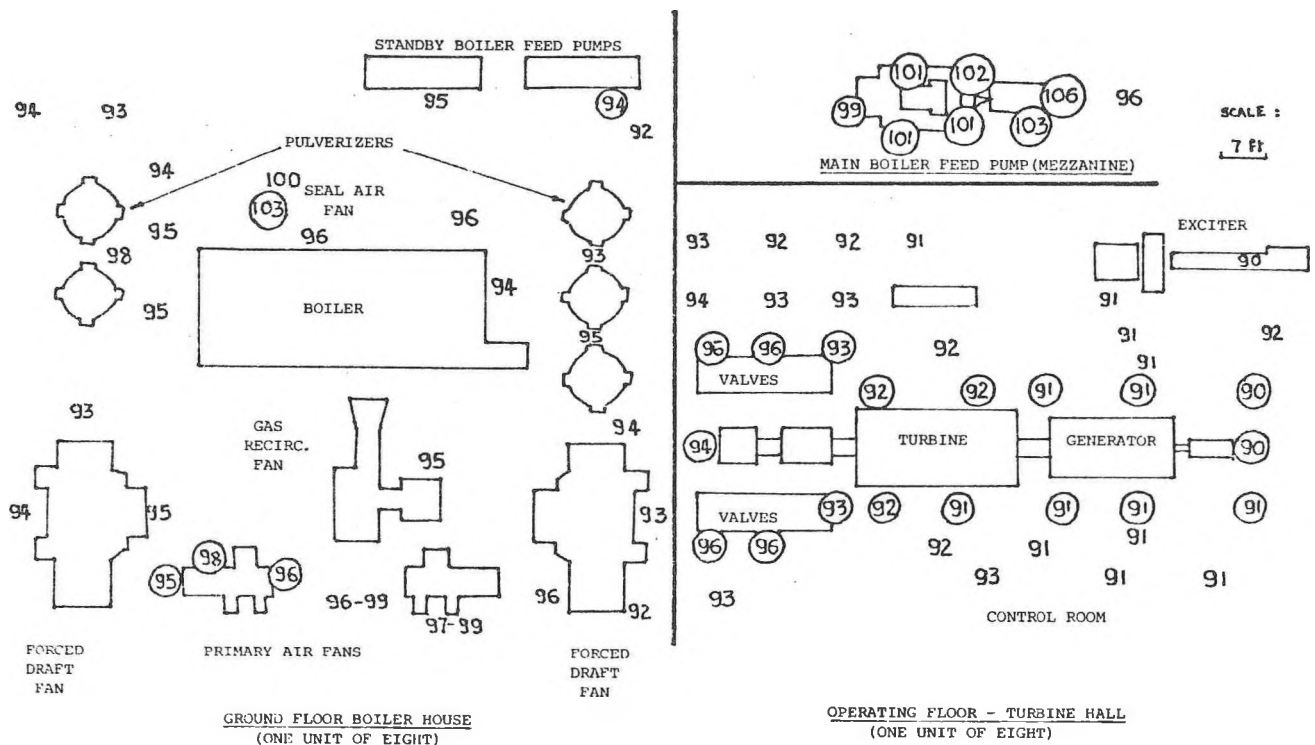 STANDBY BOILER FEED PUMPS
95
94
94 93
92
PULVERIZERS
94
100
SEAL AIR
FAN
103
96
96
95
98
93
94
BOILER
95
95
93
GAS
RECIRC.
FAN
94
95
94
95
93
98
95
96
96-99
97-99
96
92
FORCED
DRAFT
FAN
PRIMARY AIR FANS
FORCED
DRAFT
FAN
GROUND FLOOR BOILER HOUSE
(ONE UNIT OF EIGHT)
101 102
99
106
96
101 101 103
MAIN BOILER FEED PUMP (MEZZANINE)
SCALE :
7 Ft
93 92 92 91
EXCITER
90
94 93 93
91
91
92
96 93
92
91
VALVES
92 92 91 91 90
94
TURBINE
GENERATOR
90
VALVES
93 92 91 91 91 91
96 96
92 91 91
93 93 91 91
CONTROL ROOM
OPERATING FLOOR - TURBINE HALL
(ONE UNIT OF EIGHT)